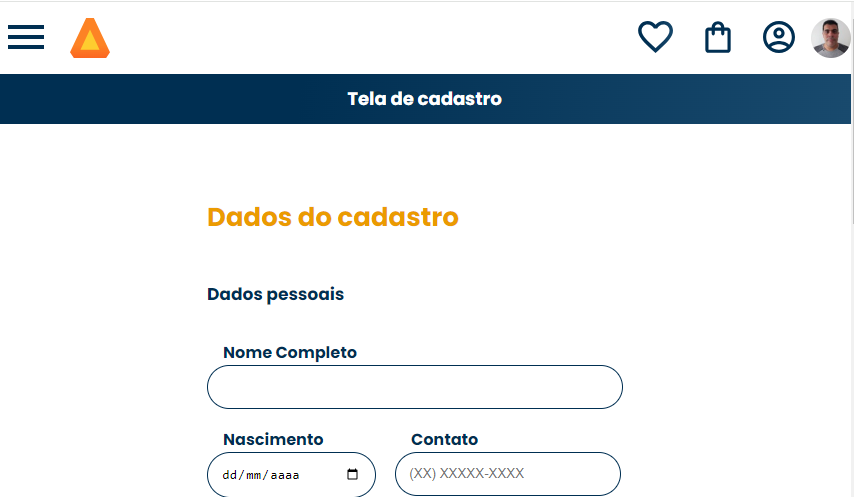 Tela de cadastro
Dados do cadastro
Dados pessoais
Nome Completo
Nascimento Contato
dd/mm/aaaa (XX) XXXXX-XXXX